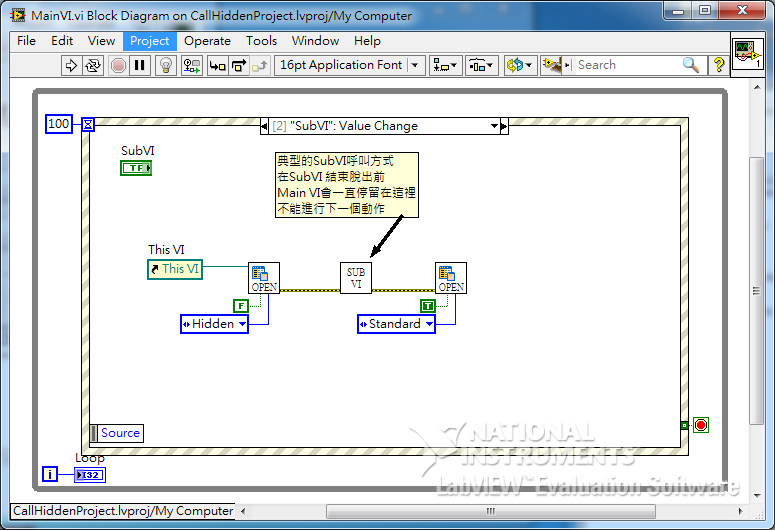 MainVI.vi Block Diagram on CallHiddenProject.lvproj/My Computer
File Edit View Project Operate Tools Window Help
16pt Application Font
Search
?
1
100
[2] "SubVI": Value Change
SubVI
TF
典型的SubVI呼叫方式
在SubVI 結束脫出前
Main VI會一直停留在這裡
不能進行下一個動作
This VI
This VI
OPEN
SUB
VI
OPEN
F
T
Hidden
Standard
Source
NATIONAL
INSTRUMENTS
LabVIEW™ Evaluation Software
Loop
i
I32
CallHiddenProject.lvproj/My Computer